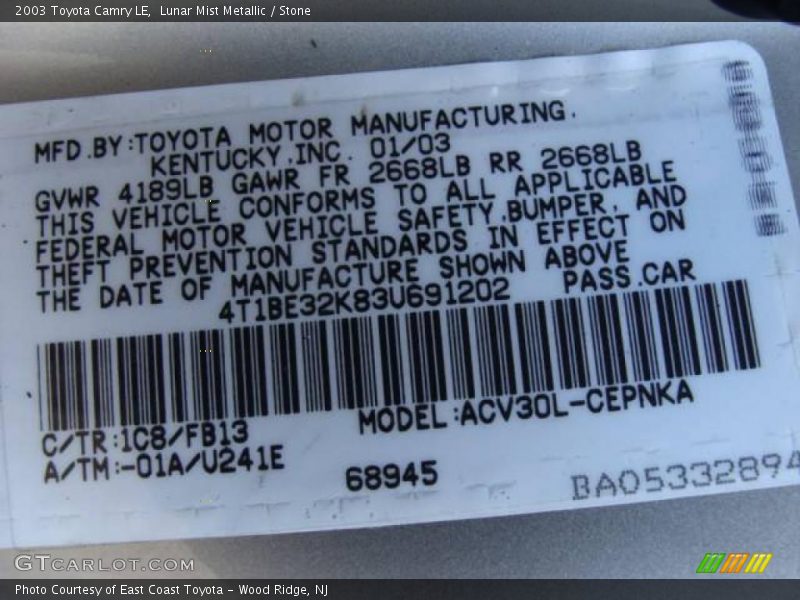 2003 Toyota Camry LE,  Lunar Mist Metallic / Stone
MFD.BY:TOYOTA MOTOR MANUFACTURING.
KENTUCKY,INC. 01/03
GVWR 4189LB GAWR FR 2668LB RR 2668LB
THIS VEHICLE CONFORMS TO ALL APPLICABLE
FEDERAL MOTOR VEHICLE SAFETY,BUMPER, AND
THEFT PREVENTION STANDARDS IN EFFECT ON
THE DATE OF MANUFACTURE SHOWN ABOVE
4T1BE32K83U691202 PASS.CAR
C/TR:1C8/FB13 MODEL:ACV30L-CEPNKA
A/TM:-01A/U241E
68945 BA05332894
GTCarLot.com
Photo Courtesy of East Coast Toyota – Wood Ridge, NJ